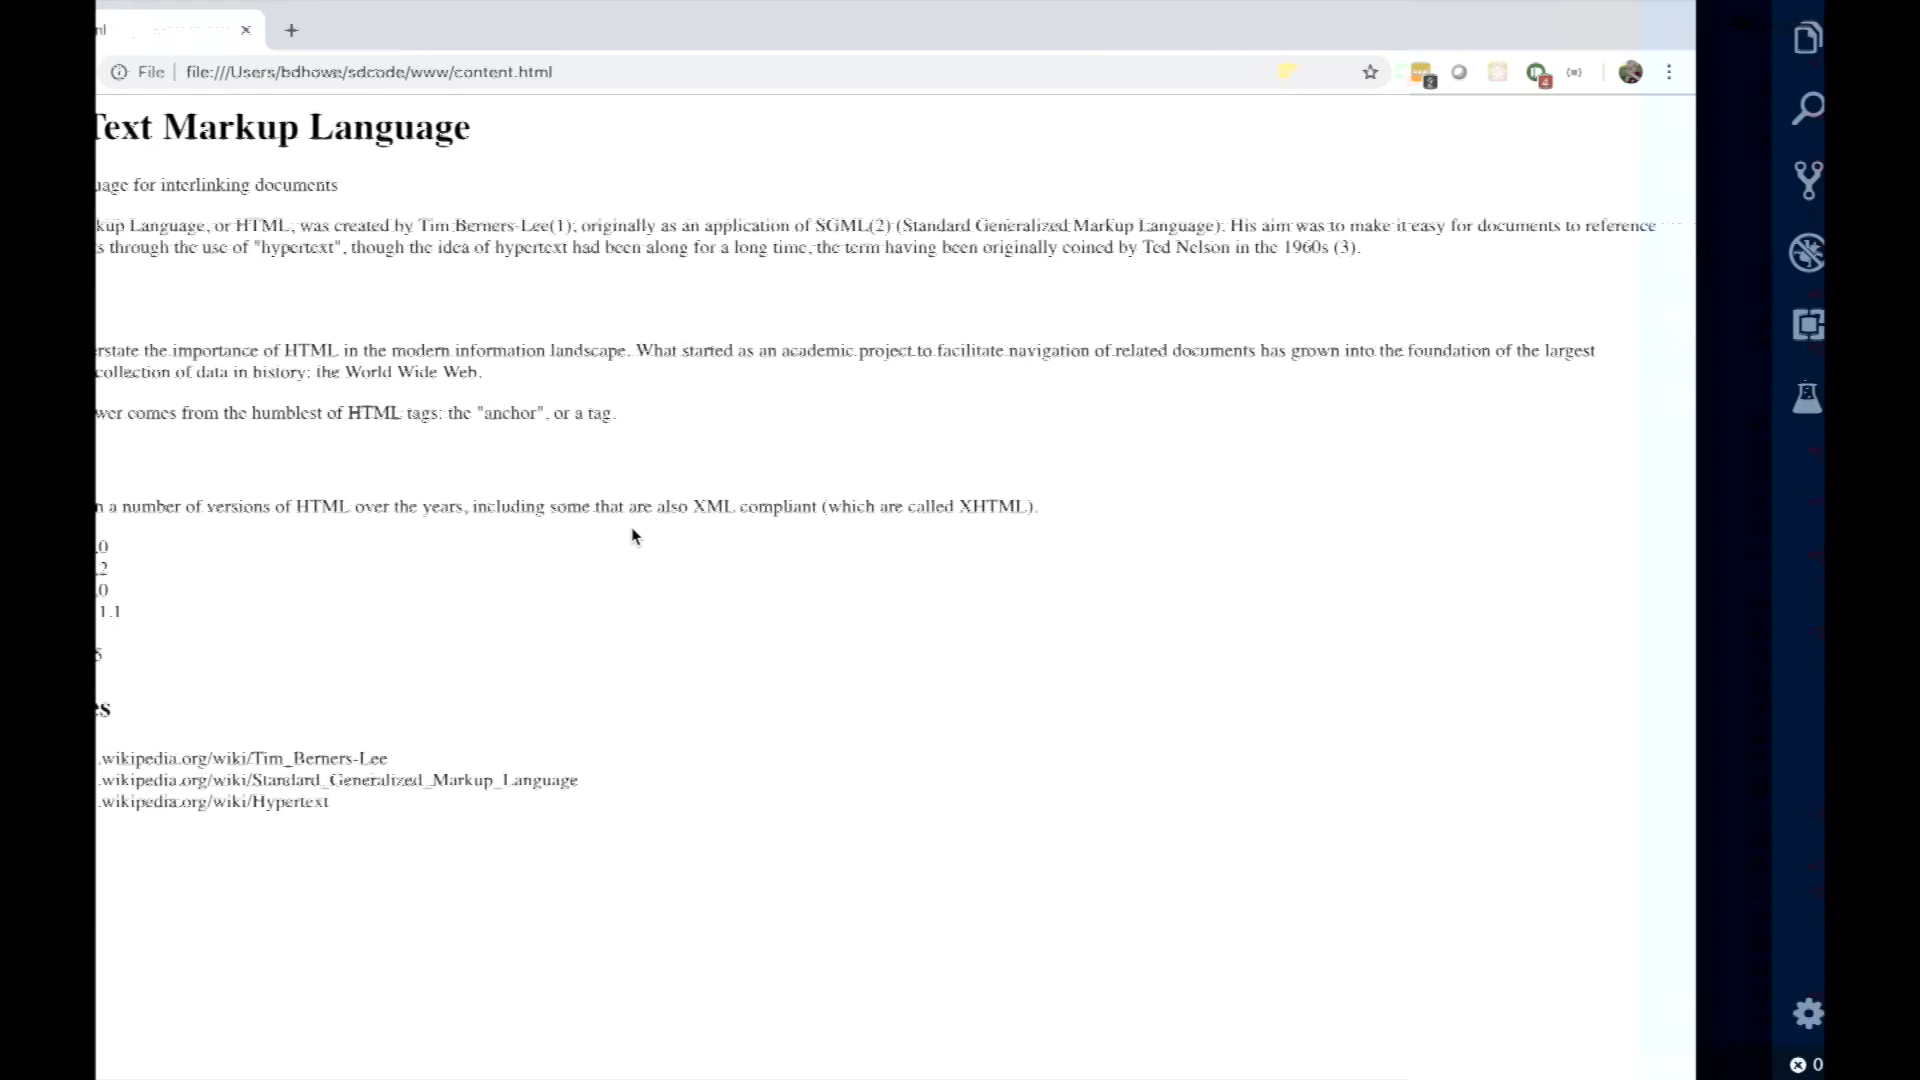 File file:///Users/bdhowe/sdcode/www/content.html
Text Markup Language
for interlinking documents
Language, or HTML, was created by Tim Berners-Lee(1), originally as an application of SGML(2) (Standard Generalized Markup Language). His aim was to make it easy for documents to reference
through the use of "hypertext", though the idea of hypertext had been along for a long time, the term having been originally coined by Ted Nelson in the 1960s (3).
the importance of HTML in the modern information landscape. What started as an academic project to facilitate navigation of related documents has grown into the foundation of the largest
collection of data in history: the World Wide Web.
comes from the humblest of HTML tags: the "anchor", or a tag.
a number of versions of HTML over the years, including some that are also XML compliant (which are called XHTML).
.0
.2
.0
1.1
5
es
.wikipedia.org/wiki/Tim_Berners-Lee
.wikipedia.org/wiki/Standard_Generalized_Markup_Language
.wikipedia.org/wiki/Hypertext
0